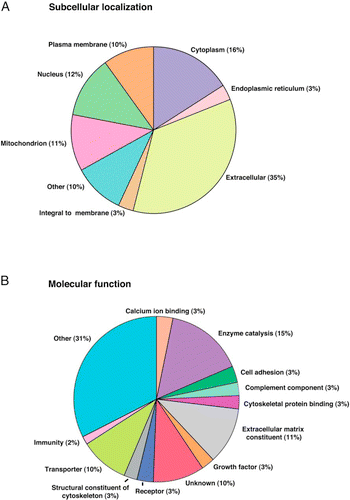 A
Subcellular localization
Plasma membrane (10%)
Cytoplasm (16%)
Nucleus (12%)
Endoplasmic reticulum (3%)
Mitochondrion (11%)
Extracellular (35%)
Other (10%)
Integral to membrane (3%)
B
Molecular function
Calcium ion binding (3%)
Other (31%)
Enzyme catalysis (15%)
Cell adhesion (3%)
Complement component (3%)
Cytoskeletal protein binding (3%)
Extracellular matrix
constituent (11%)
Immunity (2%)
Growth factor (3%)
Transporter (10%)
Unknown (10%)
Structural constituent of
cytoskeleton (3%)
Receptor (3%)